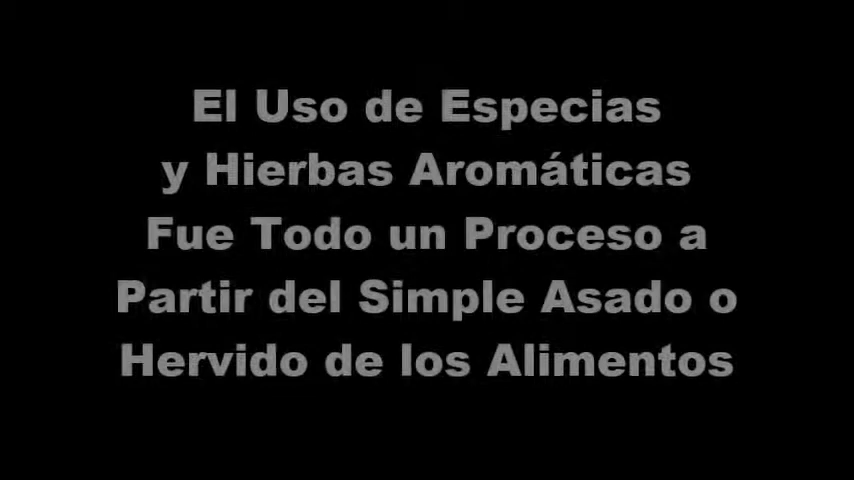 El Uso de Especias
y Hierbas Aromáticas
Fue Todo un Proceso a
Partir del Simple Asado o
Hervido de los Alimentos